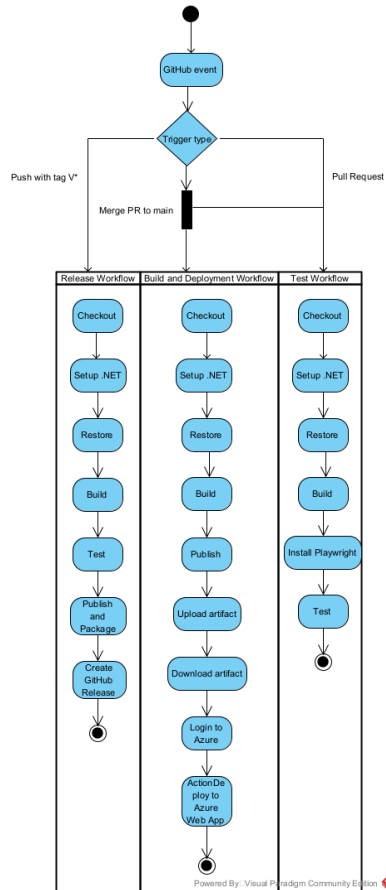 GitHub event
Trigger type
Push with tag V*
Pull Request
Merge PR to main
Release Workflow
Build and Deployment Workflow
Test Workflow
Checkout
Setup .NET
Restore
Build
Test
Publish
and
Package
Create
GitHub
Release
Checkout
Setup .NET
Restore
Build
Publish
Upload artifact
Download artifact
Login to
Azure
ActionDe
ploy to
Azure
Web App
Checkout
Setup .NET
Restore
Build
Install Playwright
Test
Powered By Visual Paradigm Community Edition